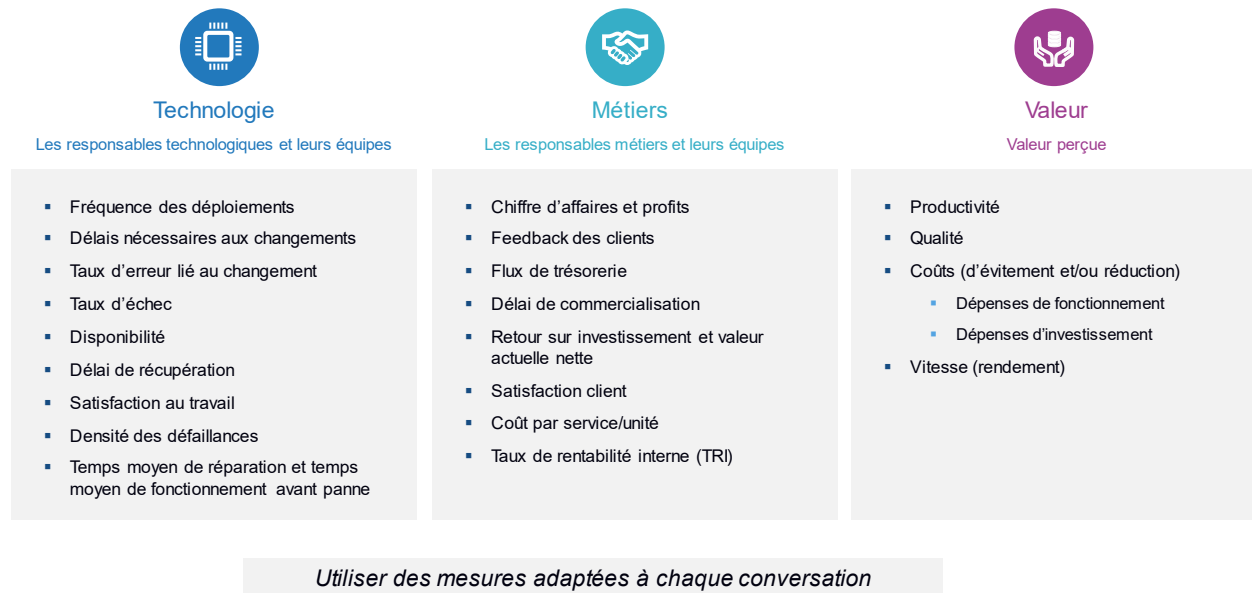 Technologie
Les responsables technologiques et leurs équipes
Fréquence des déploiements
Délais nécessaires aux changements
Taux d'erreur lié au changement
Taux d'échec
Disponibilité
Délai de récupération
Satisfaction au travail
Densité des défaillances
Temps moyen de réparation et temps
moyen de fonctionnement avant panne
Métiers
Les responsables métiers et leurs équipes
Chiffre d'affaires et profits
Feedback des clients
Flux de trésorerie
Délai de commercialisation
Retour sur investissement et valeur
actuelle nette
Satisfaction client
Coût par service/unité
Taux de rentabilité interne (TRI)
Valeur
Valeur perçue
Productivité
Qualité
Coûts (d'évitement et/ou réduction)
Dépenses de fonctionnement
Dépenses d'investissement
Vitesse (rendement)
Utiliser des mesures adaptées à chaque conversation